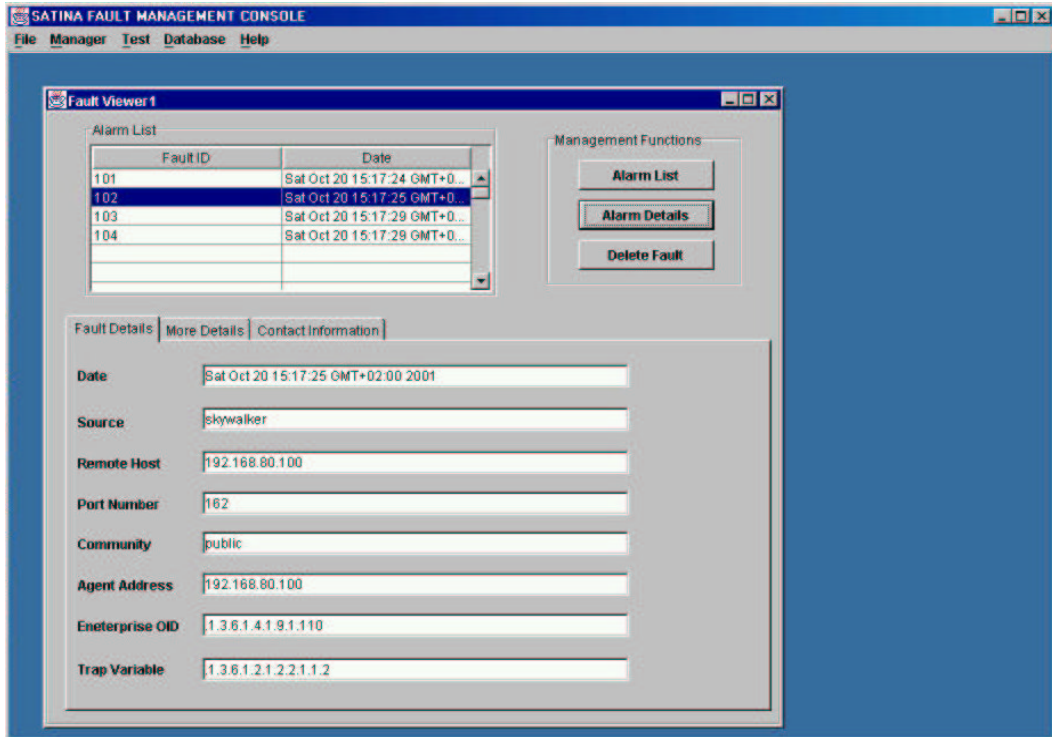 SATINA FAULT MANAGEMENT CONSOLE
File Manager Test Database Help
Fault Viewer1
Alarm List
Fault ID Date
101 Sat Oct 20 15:17:24 GMT+0...
102 Sat Oct 20 15:17:25 GMT+0...
103 Sat Oct 20 15:17:29 GMT+0...
104 Sat Oct 20 15:17:29 GMT+0...
Management Functions
Alarm List
Alarm Details
Delete Fault
Fault Details More Details Contact Information
Date Sat Oct 20 15:17:25 GMT+02:00 2001
Source skywalker
Remote Host 192.168.80.100
Port Number 162
Community public
Agent Address 192.168.80.100
Eneterprise OID .1.3.6.1.4.1.9.1.110
Trap Variable .1.3.6.1.2.1.2.2.1.1.2